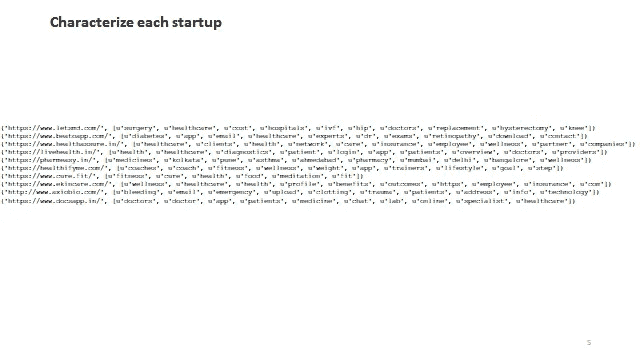 Characterize each startup
('https://www.letsmd.com/', [u'surgery', u'healthcare', u'cost', u'hospitals', u'ivf', u'hip', u'doctors', u'replacement', u'hysterectomy', u'knee'])
('https://www.beatoapp.com/', [u'diabetes', u'app', u'email', u'healthcare', u'experts', u'dr', u'exams', u'retinopathy', u'download', u'contact'])
('https://www.healthassure.in/', [u'healthcare', u'clients', u'health', u'network', u'care', u'insurance', u'employee', u'wellness', u'partner', u'companies'])
('https://livehealth.in/', [u'health', u'healthcare', u'diagnostics', u'patient', u'login', u'app', u'patients', u'overview', u'doctors', u'providers'])
('https://pharmeasy.in/', [u'medicines', u'kolkata', u'pune', u'asthma', u'ahmedabad', u'pharmacy', u'mumbai', u'delhi', u'bangalore', u'wellness'])
('https://healthifyme.com/', [u'coaches', u'coach', u'fitness', u'wellness', u'weight', u'app', u'trainers', u'lifestyle', u'goal', u'step'])
('https://www.cure.fit/', [u'fitness', u'cure', u'health', u'food', u'meditation', u'fit'])
('https://www.ekincare.com/', [u'wellness', u'healthcare', u'health', u'profile', u'benefits', u'outcomes', u'https', u'employee', u'insurance', u'com'])
('http://www.axiobio.com/', [u'bleeding', u'email', u'emergency', u'upload', u'clotting', u'trauma', u'patients', u'address', u'info', u'technology'])
('https://www.docsapp.in/', [u'doctors', u'doctor', u'app', u'patients', u'medicine', u'chat', u'lab', u'online', u'specialist', u'healthcare'])
5